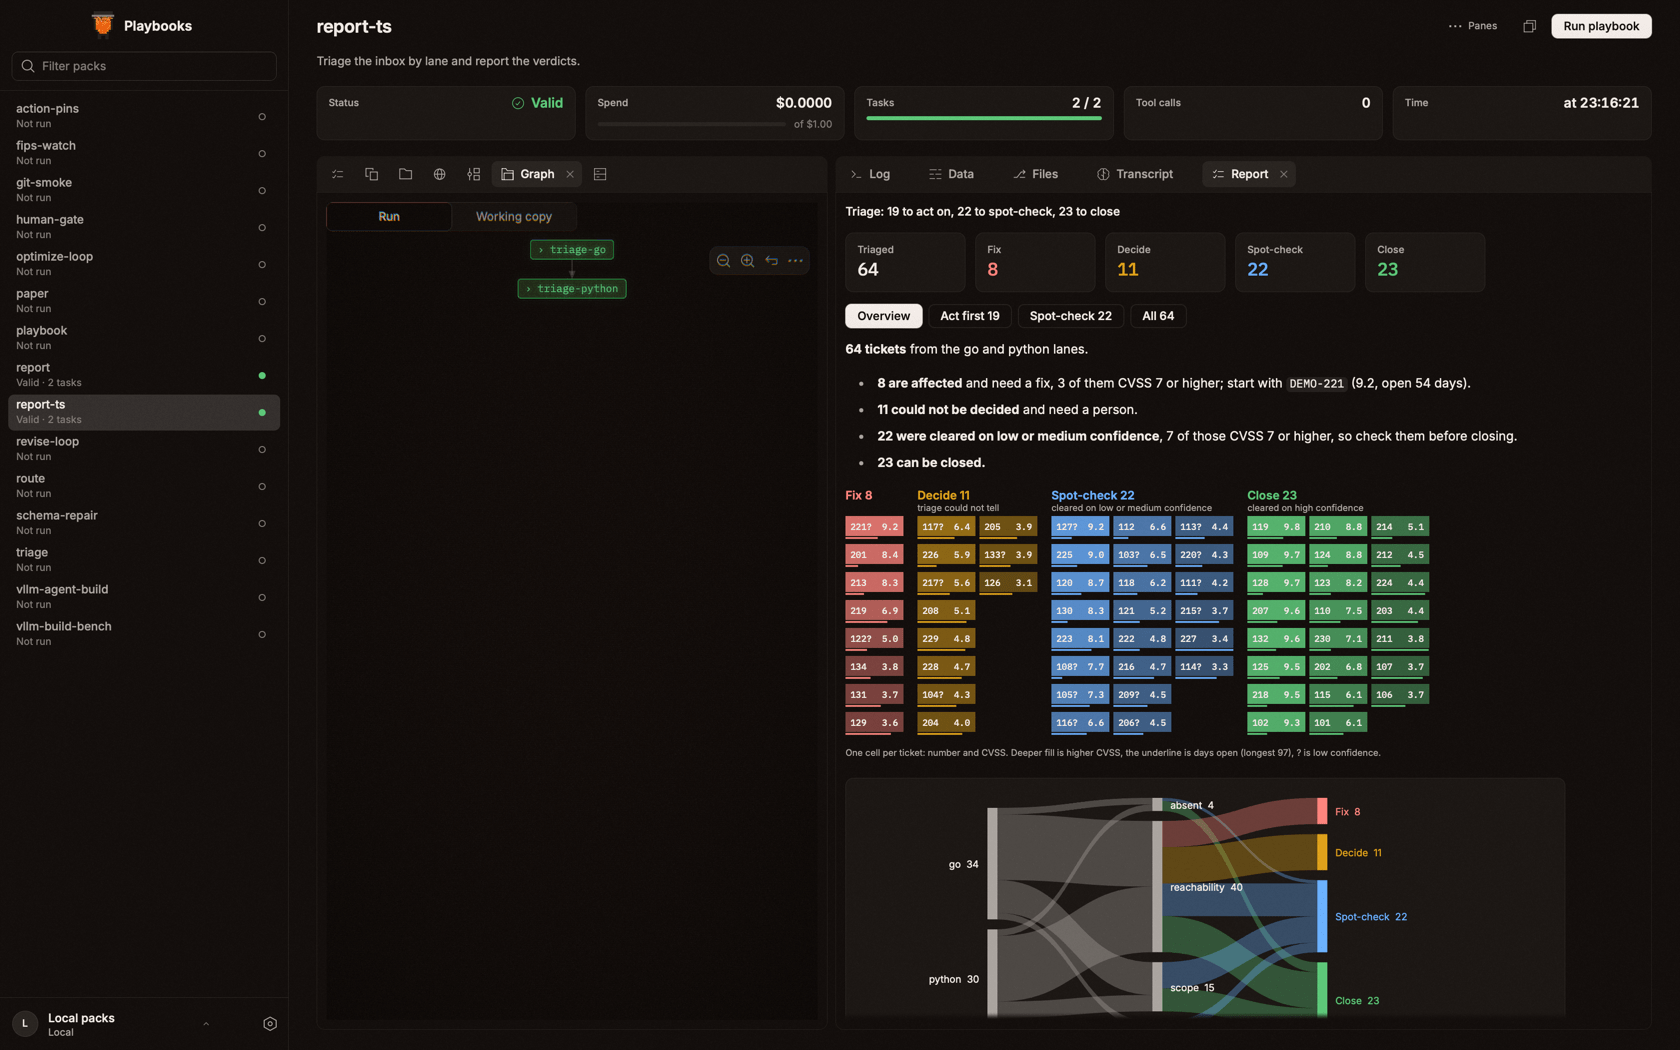 Playbooks
Filter packs
action-pins
Not run
fips-watch
Not run
git-smoke
Not run
human-gate
Not run
optimize-loop
Not run
paper
Not run
playbook
Not run
report
Valid · 2 tasks
report-ts
Valid · 2 tasks
revise-loop
Not run
route
Not run
schema-repair
Not run
triage
Not run
vllm-agent-build
Not run
vllm-build-bench
Not run
L
Local packs
Local
report-ts
Panes
Run playbook
Triage the inbox by lane and report the verdicts.
Status
Valid
Spend
$0.0000
of $1.00
Tasks
2 / 2
Tool calls
0
Time
at 23:16:21
Graph
Run
Working copy
› triage-go
› triage-python
Log
Data
Files
Transcript
Report
Triage: 19 to act on, 22 to spot-check, 23 to close
Triaged
64
Fix
8
Decide
11
Spot-check
22
Close
23
Overview
Act first 19
Spot-check 22
All 64
64 tickets from the go and python lanes.
• 8 are affected and need a fix, 3 of them CVSS 7 or higher; start with DEMO-221 (9.2, open 54 days).
• 11 could not be decided and need a person.
• 22 were cleared on low or medium confidence, 7 of those CVSS 7 or higher, so check them before closing.
• 23 can be closed.
Fix 8
Decide 11
Spot-check 22
Close 23
triage could not tell
cleared on low or medium confidence
cleared on high confidence
221? 9.2 117? 6.4 205 3.9 127? 9.2 112 6.6 113? 4.4 119 9.8 210 8.8 214 5.1
201 8.4 226 5.9 133? 3.9 225 9.0 103? 6.5 220? 4.3 109 9.7 124 8.8 212 4.5
213 8.3 217? 5.6 126 3.1 120 8.7 118 6.2 111? 4.2 128 9.7 123 8.2 224 4.4
219 6.9 208 5.1 130 8.3 121 5.2 215? 3.7 207 9.6 110 7.5 203 4.4
122? 5.0 229 4.8 223 8.1 222 4.8 227 3.4 132 9.6 230 7.1 211 3.8
134 3.8 228 4.7 108? 7.7 216 4.7 114? 3.3 125 9.5 202 6.8 107 3.7
131 3.7 104? 4.3 105? 7.3 209? 4.5 218 9.5 115 6.1 106 3.7
129 3.6 204 4.0 116? 6.6 206? 4.5 102 9.3 101 6.1
One cell per ticket: number and CVSS. Deeper fill is higher CVSS, the underline is days open (longest 97), ? is low confidence.
absent 4
Fix 8
Decide 11
go 34
reachability 40
Spot-check 22
python 30
scope 15
Close 23